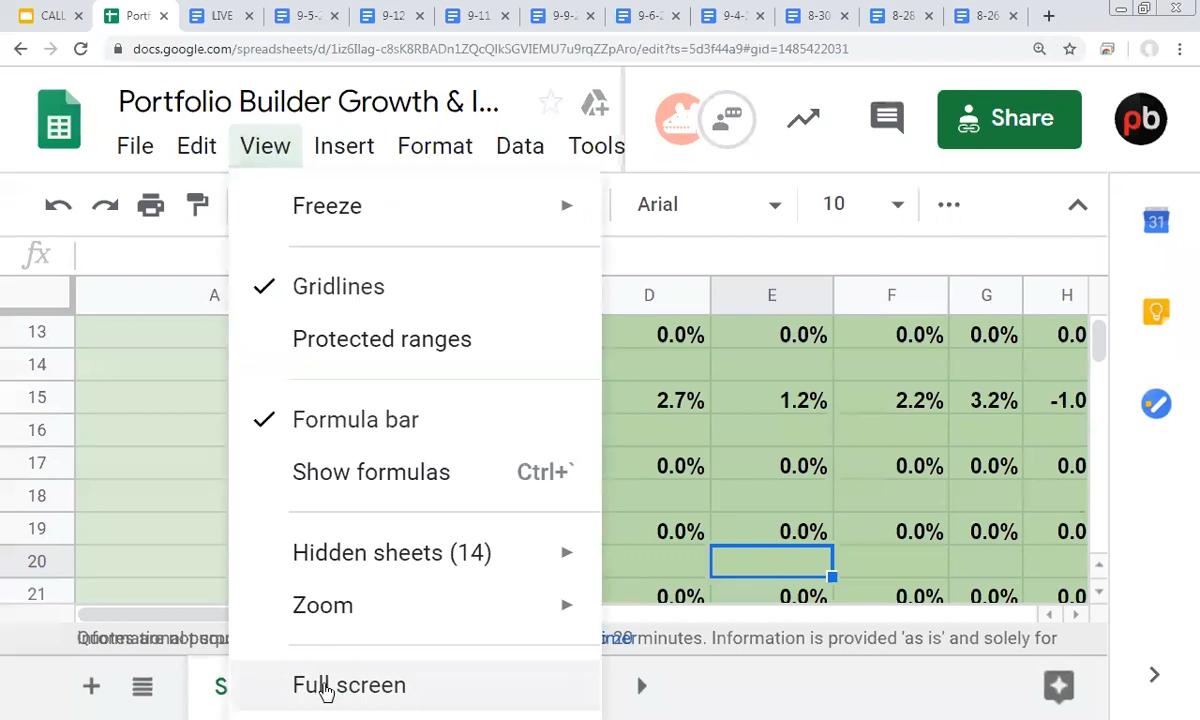 CALL
Portf
LIVE
9-5-
9-12
9-11
9-9-
9-6-
9-4-
8-30
8-28
8-26
docs.google.com/spreadsheets/d/1iz6Ilag-c8sK8RBADn1ZQcQIkSGVIEMU7u9rqZZpAro/edit?ts=5d3f44a9#gid=1485422031
Portfolio Builder Growth & I...
File Edit View Insert Format Data Tools
Share
pb
Arial 10
31
fx
Freeze
Gridlines
Protected ranges
Formula bar
Show formulas Ctrl+`
Hidden sheets (14)
Zoom
Full screen
A D E F G H
13 0.0% 0.0% 0.0% 0.0% 0.0
14
15 2.7% 1.2% 2.2% 3.2% -1.0
16
17 0.0% 0.0% 0.0% 0.0% 0.0
18
19 0.0% 0.0% 0.0% 0.0% 0.0
20
21 0.0% 0.0% 0.0% 0.0% 0.0
20 minutes. Information is provided 'as is' and solely for
S